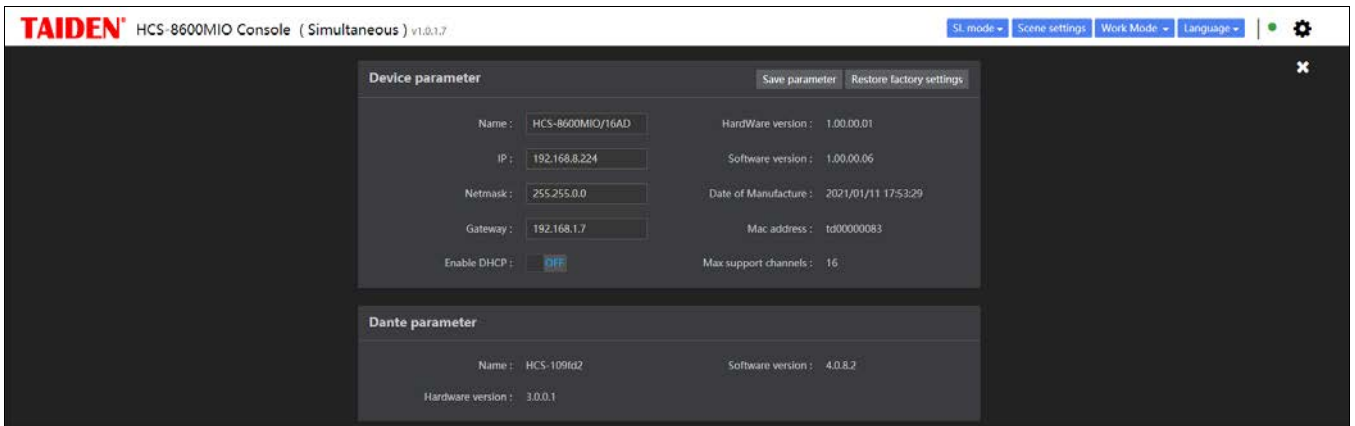 TAIDEN HCS-8600MIO Console ( Simultaneous ) v1.0.1.7 SI. mode Scene settings Work Mode Language
Device parameter Save parameter Restore factory settings
Name : HCS-8600MIO/16AD HardWare version : 1.00.00.01
IP : 192.168.8.224 Software version : 1.00.00.06
Netmask : 255.255.0.0 Date of Manufacture : 2021/01/11 17:53:29
Gateway : 192.168.1.7 Mac address : td00000083
Enable DHCP : OFF Max support channels : 16
Dante parameter
Name : HCS-109fd2 Software version : 4.0.8.2
Hardware version : 3.0.0.1